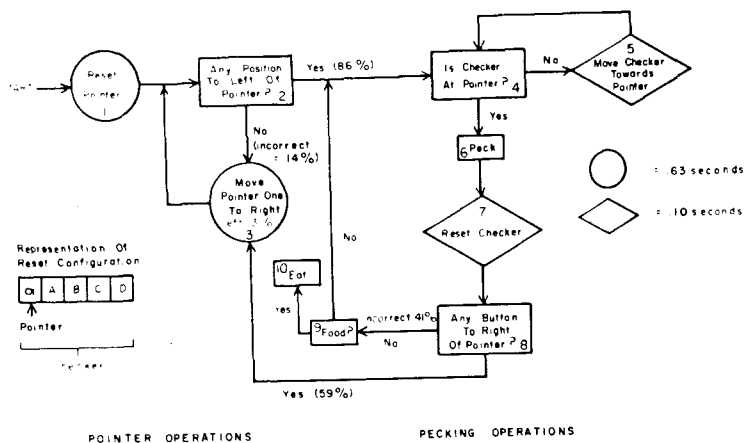 Reset
Pointer
1
Any Position
To Left Of
Pointer? 2
Yes (86%)
No
(incorrect
= 14%)
Move
Pointer One
To Right
3
Is Checker
At Pointer? 4
No
5
Move Checker
Towards
Pointer
Yes
6 Peck
7
Reset Checker
= .63 seconds
= .10 seconds
Any Button
To Right
Of Pointer? 8
incorrect 41%
No
9 Food?
No
Yes
10 Eat
Yes (59%)
Representation Of
Reset Configuration
α A B C D
Pointer
POINTER OPERATIONS
PECKING OPERATIONS